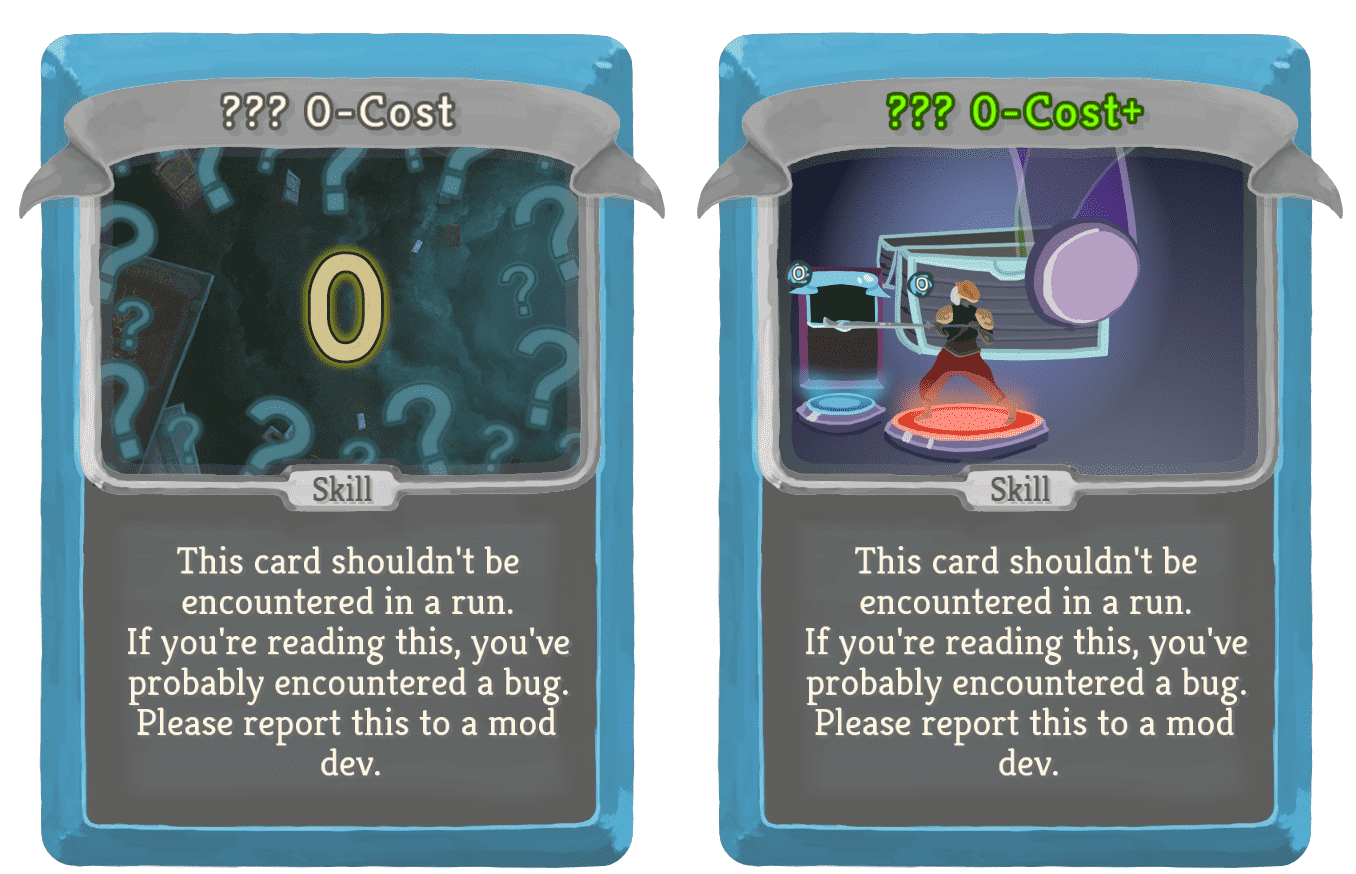 ??? 0-Cost
0
Skill
This card shouldn't be
encountered in a run.
If you're reading this, you've
probably encountered a bug.
Please report this to a mod
dev.
??? 0-Cost+
0
0
Skill
This card shouldn't be
encountered in a run.
If you're reading this, you've
probably encountered a bug.
Please report this to a mod
dev.